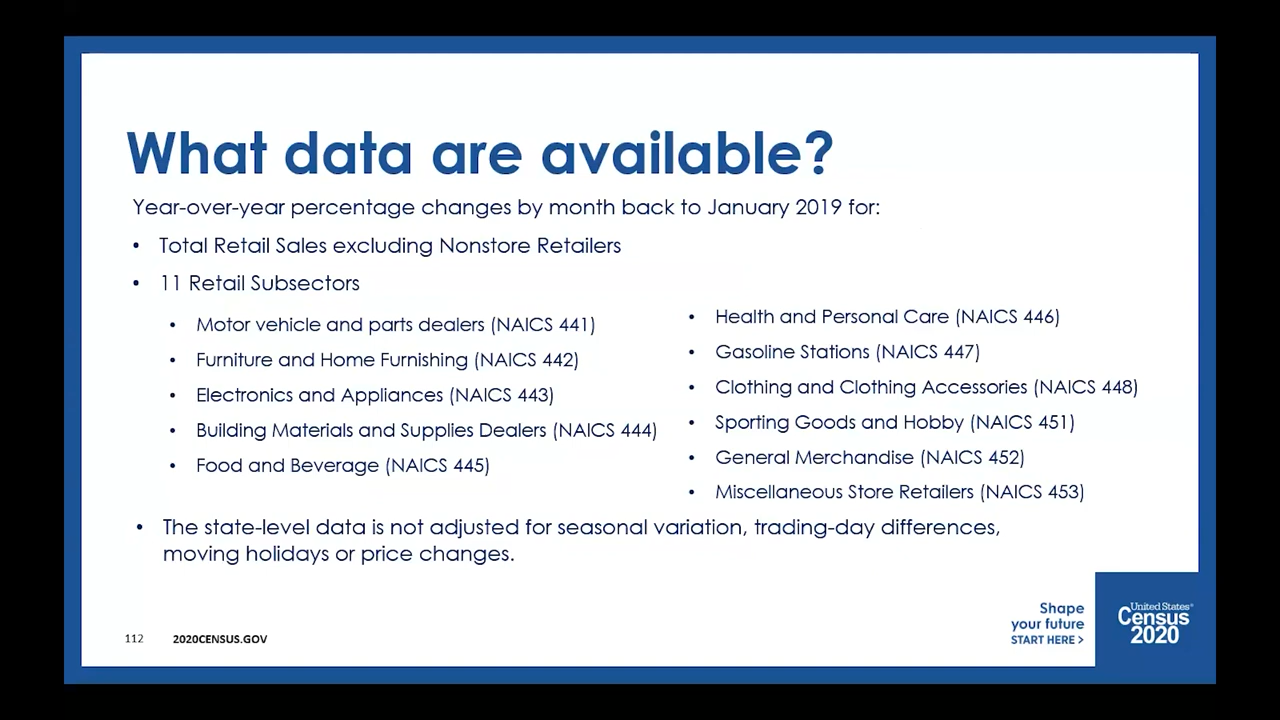 What data are available?
Year-over-year percentage changes by month back to January 2019 for:
• Total Retail Sales excluding Nonstore Retailers
• 11 Retail Subsectors
• Motor vehicle and parts dealers (NAICS 441)
• Furniture and Home Furnishing (NAICS 442)
• Electronics and Appliances (NAICS 443)
• Building Materials and Supplies Dealers (NAICS 444)
• Food and Beverage (NAICS 445)
• Health and Personal Care (NAICS 446)
• Gasoline Stations (NAICS 447)
• Clothing and Clothing Accessories (NAICS 448)
• Sporting Goods and Hobby (NAICS 451)
• General Merchandise (NAICS 452)
• Miscellaneous Store Retailers (NAICS 453)
• The state-level data is not adjusted for seasonal variation, trading-day differences,
moving holidays or price changes.
112
2020CENSUS.GOV
Shape
your future
START HERE >
United States®
Census
2020